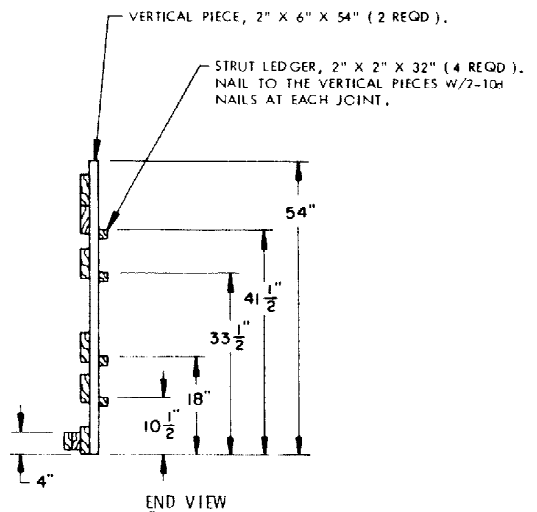 VERTICAL PIECE, 2" X 6" X 54" (2 REQD).
STRUT LEDGER, 2" X 2" X 32" (4 REQD).
NAIL TO THE VERTICAL PIECES W/2-10d
NAILS AT EACH JOINT.
54"
41 1/2"
33 1/2"
18"
10 1/2"
4"
END VIEW